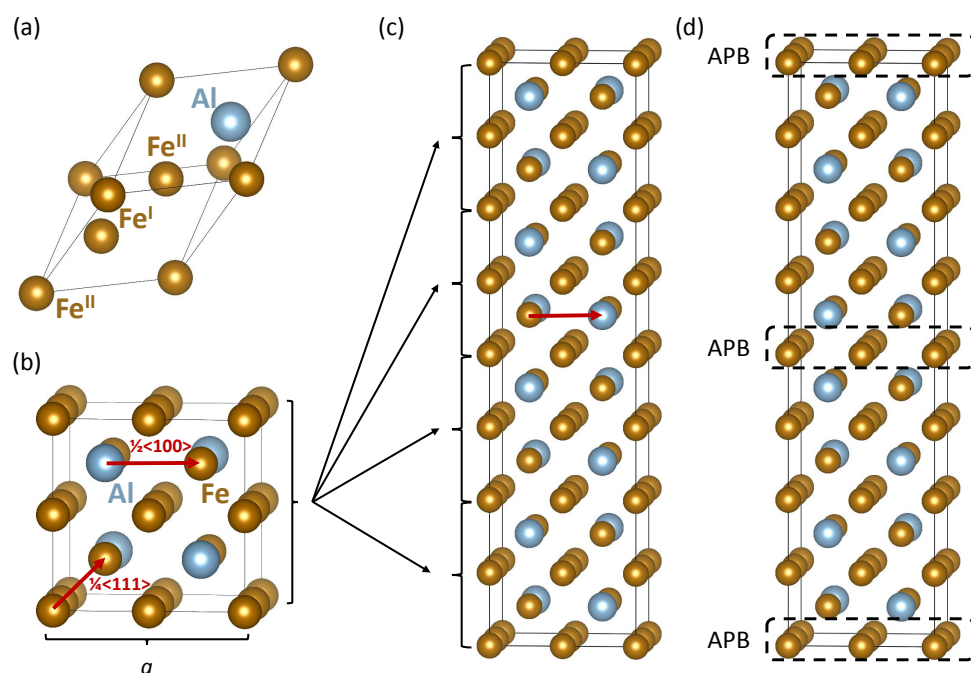 (a)
Al
Fe^II
Fe^I
Fe^II
(b)
½<100>
Al
Fe
¼<111>
a
(c)
(d)
APB
APB
APB